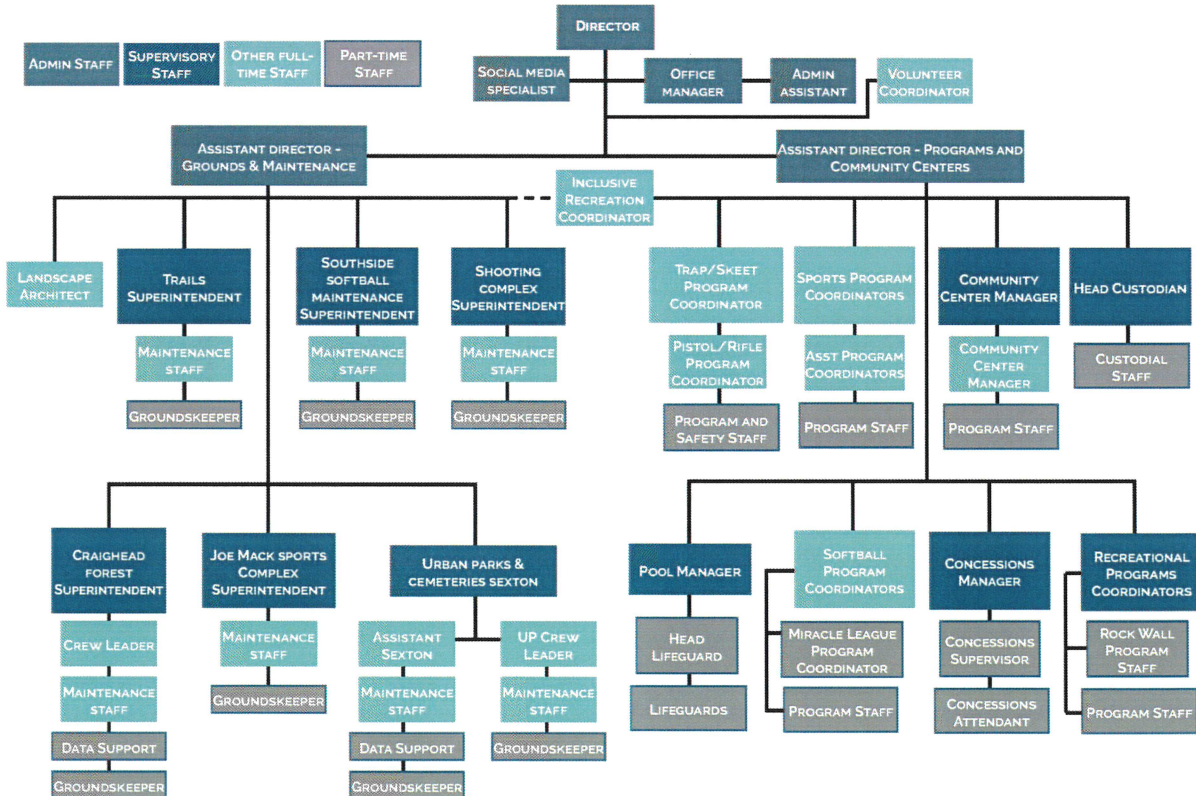 DIRECTOR
ADMIN STAFF
SUPERVISORY
STAFF
OTHER FULL-
TIME STAFF
PART-TIME
STAFF
SOCIAL MEDIA
SPECIALIST
OFFICE
MANAGER
ADMIN
ASSISTANT
VOLUNTEER
COORDINATOR
ASSISTANT DIRECTOR -
GROUNDS & MAINTENANCE
ASSISTANT DIRECTOR - PROGRAMS AND
COMMUNITY CENTERS
INCLUSIVE
RECREATION
COORDINATOR
LANDSCAPE
ARCHITECT
TRAILS
SUPERINTENDENT
SOUTHSIDE
SOFTBALL
MAINTENANCE
SUPERINTENDENT
SHOOTING
COMPLEX
SUPERINTENDENT
TRAP/SKEET
PROGRAM
COORDINATOR
SPORTS PROGRAM
COORDINATORS
COMMUNITY
CENTER MANAGER
HEAD CUSTODIAN
MAINTENANCE
STAFF
MAINTENANCE
STAFF
MAINTENANCE
STAFF
PISTOL/RIFLE
PROGRAM
COORDINATOR
ASST PROGRAM
COORDINATORS
COMMUNITY
CENTER
MANAGER
CUSTODIAL
STAFF
GROUNDSKEEPER
GROUNDSKEEPER
GROUNDSKEEPER
PROGRAM AND
SAFETY STAFF
PROGRAM STAFF
PROGRAM STAFF
CRAIGHEAD
FOREST
SUPERINTENDENT
JOE MACK SPORTS
COMPLEX
SUPERINTENDENT
URBAN PARKS &
CEMETERIES SEXTON
POOL MANAGER
SOFTBALL
PROGRAM
COORDINATORS
CONCESSIONS
MANAGER
RECREATIONAL
PROGRAMS
COORDINATORS
CREW LEADER
MAINTENANCE
STAFF
ASSISTANT
SEXTON
UP CREW
LEADER
HEAD
LIFEGUARD
MIRACLE LEAGUE
PROGRAM
COORDINATOR
CONCESSIONS
SUPERVISOR
ROCK WALL
PROGRAM
STAFF
MAINTENANCE
STAFF
GROUNDSKEEPER
MAINTENANCE
STAFF
MAINTENANCE
STAFF
LIFEGUARDS
PROGRAM STAFF
CONCESSIONS
ATTENDANT
PROGRAM STAFF
DATA SUPPORT
DATA SUPPORT
GROUNDSKEEPER
GROUNDSKEEPER
GROUNDSKEEPER